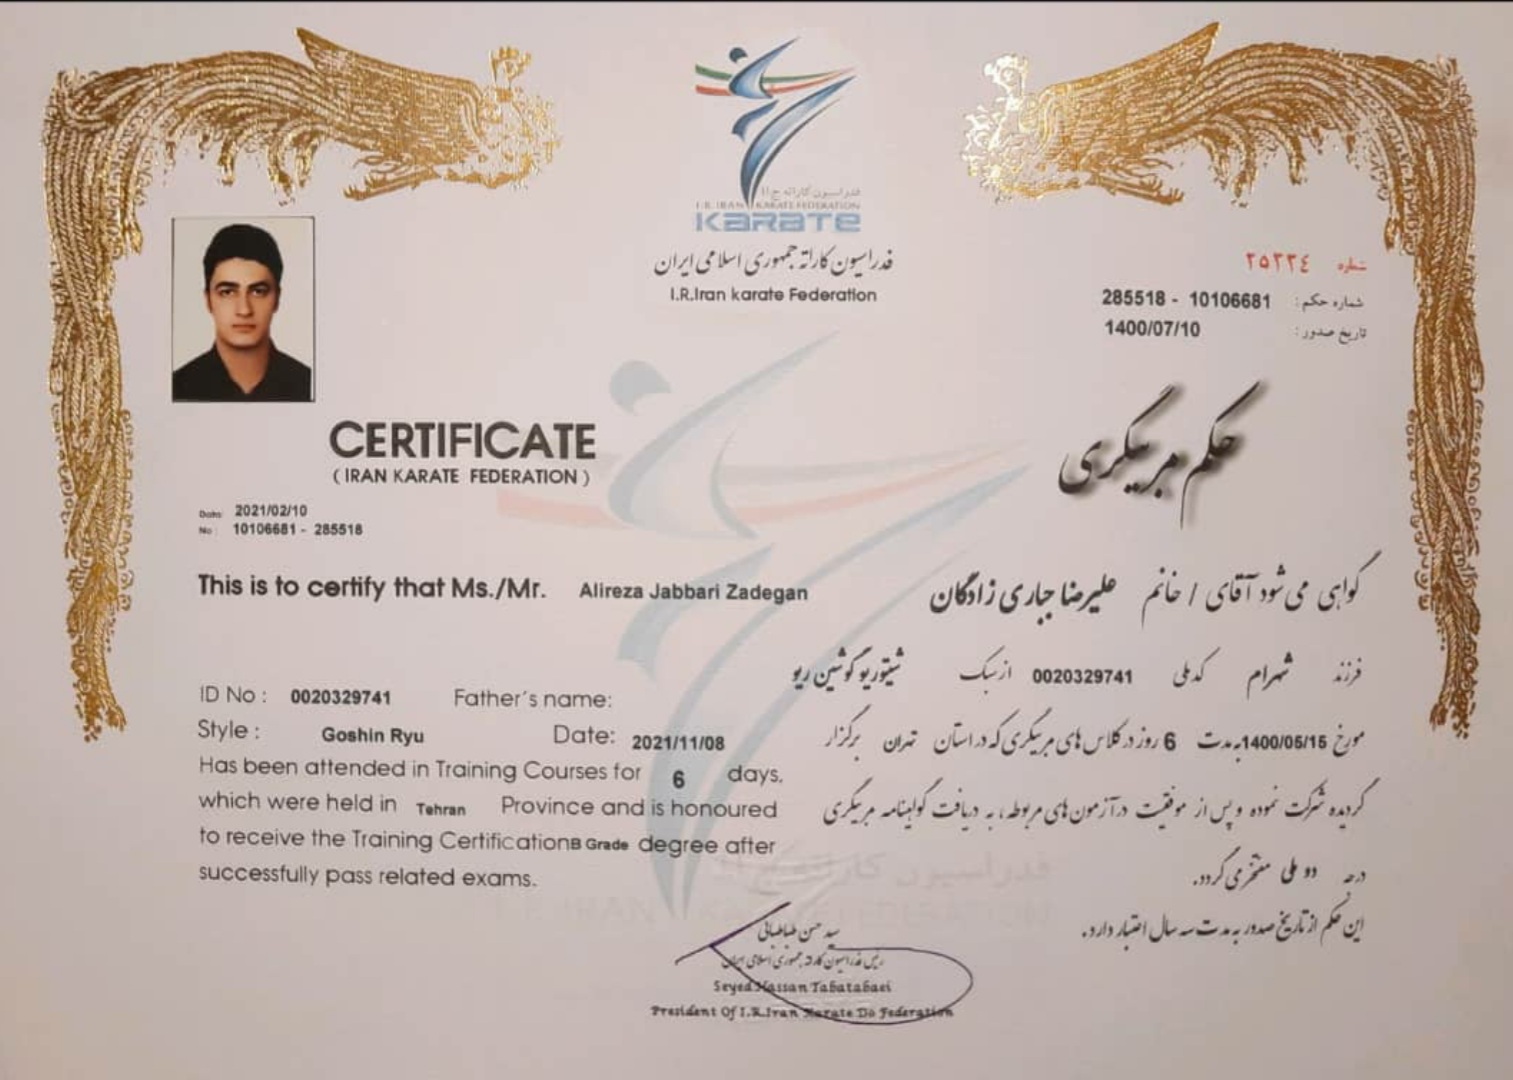 فدراسیون کاراته ج.ا.ا
I.R.IRAN KARATE FEDERATION
KARATE
فدراسیون کاراته جمهوری اسلامی ایران
I.R.Iran karate Federation
شماره ۲۵۲۲٤
شماره حکم: 10106681 - 285518
تاریخ صدور: 1400/07/10
CERTIFICATE
( IRAN KARATE FEDERATION )
Date: 2021/02/10
No : 10106681 - 285518
This is to certify that Ms./Mr. Alireza Jabbari Zadegan
ID No : 0020329741 Father's name:
Style : Goshin Ryu Date: 2021/11/08
Has been attended in Training Courses for 6 days,
which were held in Tehran Province and is honoured
to receive the Training Certification B Grade degree after
successfully pass related exams.
حکم مربیگری
گواهی می شود آقای / خانم علیرضا جباری زادگان
فرزند شهرام کدملی 0020329741 از سبک شیتوریو گوشین ریو
مورخ 1400/05/15 بمدت 6 روز در کلاس های مربیگری که در استان تهران برگزار
گردیده شرکت نموده و پس از موفقیت در آزمون های مربوطه، به دریافت گواهینامه مربیگری
درجه دو ملی مفتخر می گردد.
این حکم از تاریخ صدور به مدت سه سال اعتبار دارد.
سید حسن طباطبائی
رئیس فدراسیون کاراته جمهوری اسلامی ایران
Seyed Hassan Tabatabaei
President Of I.R.Iran Karate Do Federation
فدراسیون کاراته ج.ا.ا
I.R.IRAN KARATE FEDERATION